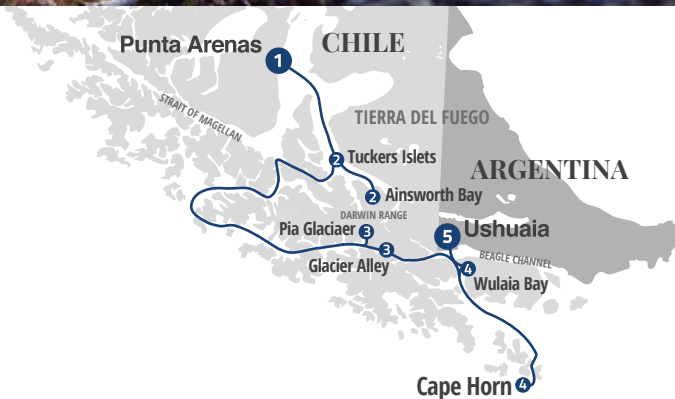 Punta Arenas
CHILE
1
STRAIT OF MAGELLAN
TIERRA DEL FUEGO
2
Tuckers Islets
ARGENTINA
2
Ainsworth Bay
DARWIN RANGE
Pia Glaciaer
3
5
Ushuaia
3
Glacier Alley
BEAGLE CHANNEL
4
Wulaia Bay
Cape Horn
4